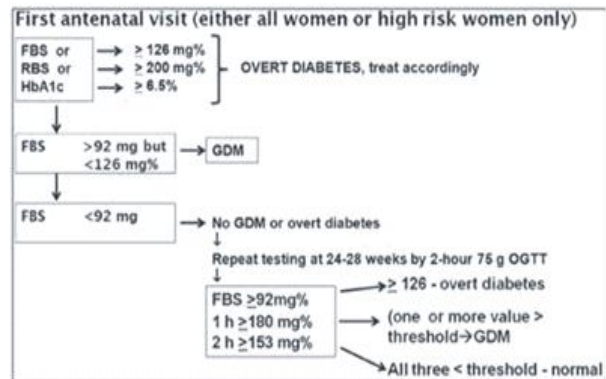 First antenatal visit (either all women or high risk women only)
FBS or → ≥ 126 mg%
RBS or → ≥ 200 mg%
HbA1c → ≥ 6.5%
OVERT DIABETES, treat accordingly
FBS >92 mg but
<126 mg%
→ GDM
FBS <92 mg → No GDM or overt diabetes
↓
Repeat testing at 24-28 weeks by 2-hour 75 g OGTT
↓
FBS ≥92mg%
1 h ≥180 mg%
2 h ≥153 mg%
≥ 126 - overt diabetes
(one or more value >
threshold→GDM
All three < threshold - normal